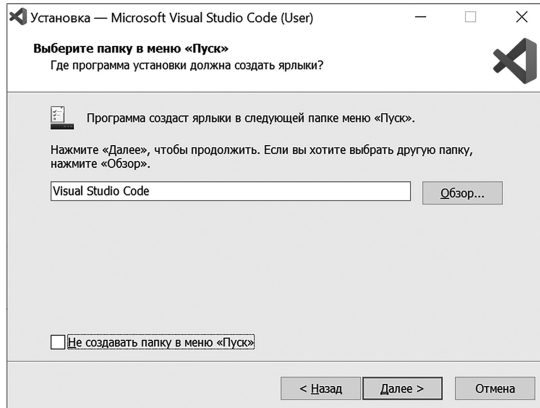 Установка — Microsoft Visual Studio Code (User)
Выберите папку в меню «Пуск»
Где программа установки должна создать ярлыки?
Программа создаст ярлыки в следующей папке меню «Пуск».
Нажмите «Далее», чтобы продолжить. Если вы хотите выбрать другую папку,
нажмите «Обзор».
Visual Studio Code
Обзор...
Не создавать папку в меню «Пуск»
< Назад
Далее >
Отмена